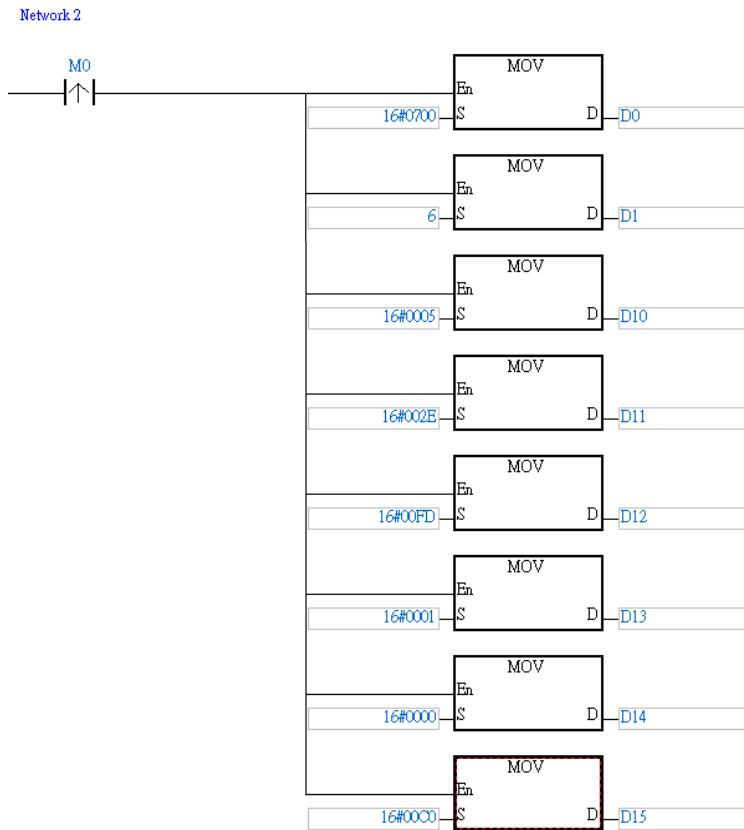 Network 2
M0
MOV
En
16#0700 S D D0
MOV
En
6 S D D1
MOV
En
16#0005 S D D10
MOV
En
16#002E S D D11
MOV
En
16#00FD S D D12
MOV
En
16#0001 S D D13
MOV
En
16#0000 S D D14
MOV
En
16#00C0 S D D15